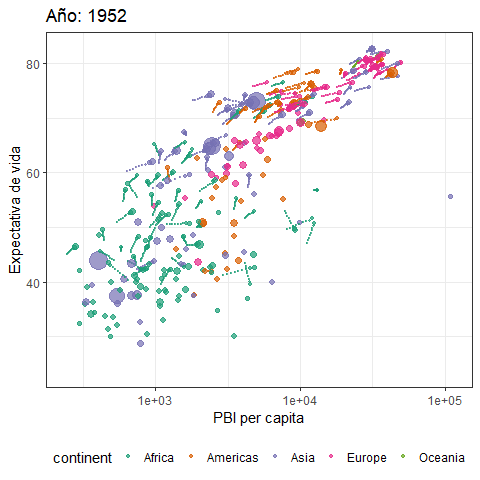 Año: 1952
80
60
40
Expectativa de vida
1e+03 1e+04 1e+05
PBI per capita
continent Africa Americas Asia Europe Oceania